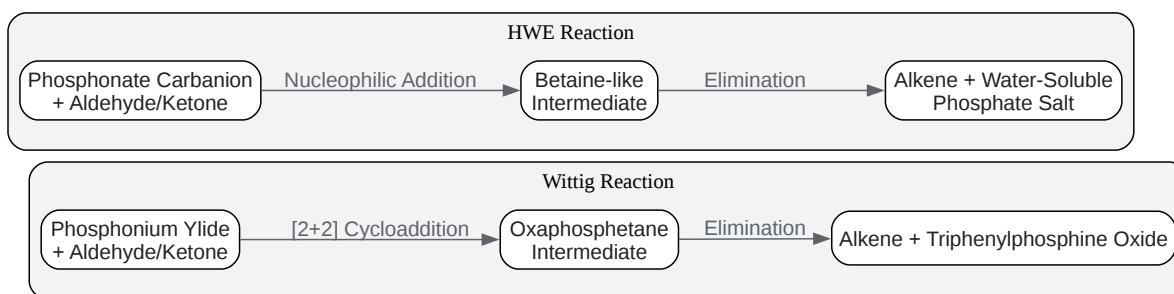 HWE Reaction
Phosphonate Carbanion
+ Aldehyde/Ketone
Nucleophilic Addition
Betaine-like
Intermediate
Elimination
Alkene + Water-Soluble
Phosphate Salt
Wittig Reaction
Phosphonium Ylide
+ Aldehyde/Ketone
[2+2] Cycloaddition
Oxaphosphetane
Intermediate
Elimination
Alkene + Triphenylphosphine Oxide